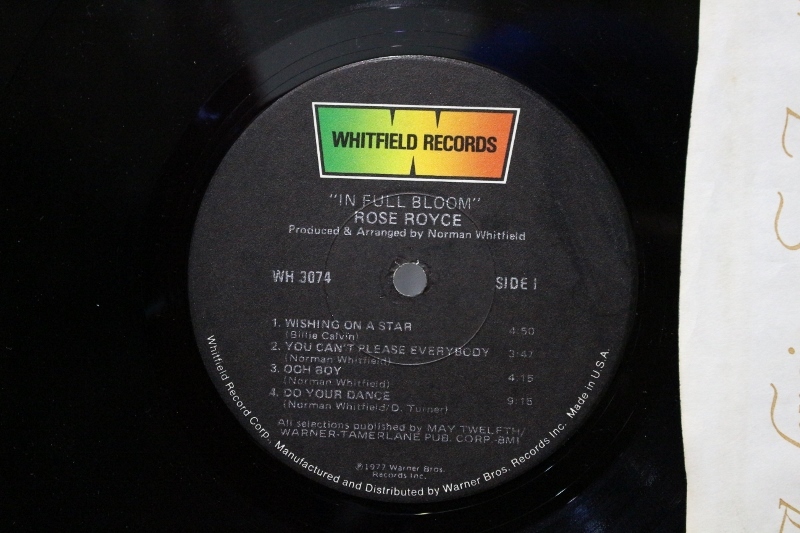 WHITFIELD RECORDS
"IN FULL BLOOM"
ROSE ROYCE
Produced & Arranged by Norman Whitfield
WH 3074
SIDE 1
1. WISHING ON A STAR 4:50
(Billie Calvin)
2. YOU CAN'T PLEASE EVERYBODY 3:47
(Norman Whitfield)
3. OOH BOY 4:15
(Norman Whitfield)
4. DO YOUR DANCE 9:15
(Norman Whitfield/D. Turner)
All selections published by MAY TWELFTH/
WARNER-TAMERLANE PUB. CORP.-BMI
℗1977 Warner Bros.
Records Inc.
Whitfield Record Corp., Manufactured and Distributed by Warner Bros. Records Inc. Made in U.S.A.